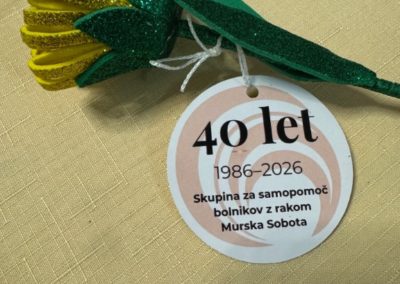 40 let
1986–2026
Skupina za samopomoč
bolnikov z rakom
Murska Sobota